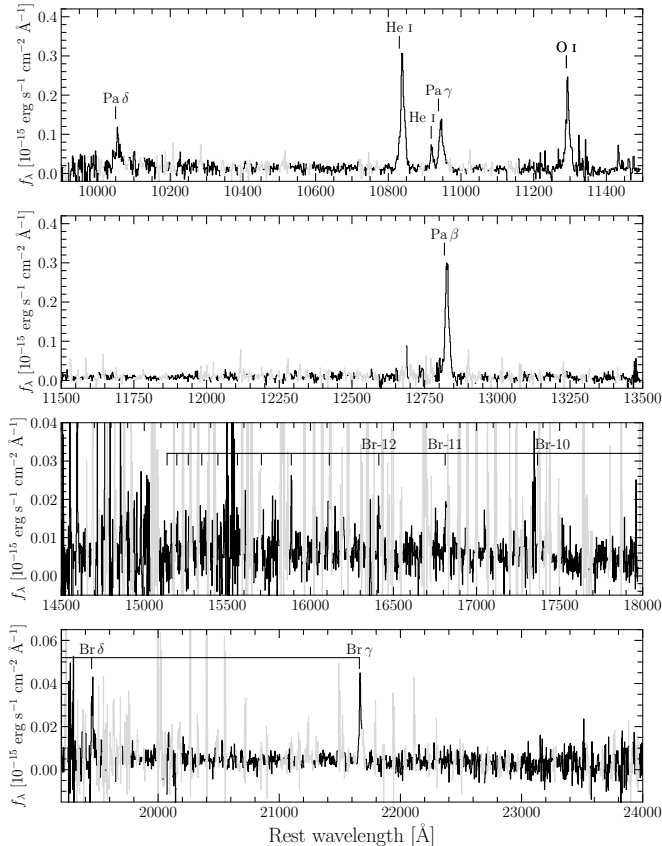 0.4
He I
O I
0.3
Pa δ
Pa γ
0.2
He I
0.1
0.0
fλ [10−15 erg s−1 cm−2 Å−1]
10000 10200 10400 10600 10800 11000 11200 11400
0.4
Pa β
0.3
0.2
0.1
0.0
fλ [10−15 erg s−1 cm−2 Å−1]
11500 11750 12000 12250 12500 12750 13000 13250 13500
0.04
Br-12 Br-11 Br-10
0.03
0.02
0.01
0.00
fλ [10−15 erg s−1 cm−2 Å−1]
14500 15000 15500 16000 16500 17000 17500 18000
0.06
Br δ Br γ
0.04
0.02
0.00
fλ [10−15 erg s−1 cm−2 Å−1]
20000 21000 22000 23000 24000
Rest wavelength [Å]